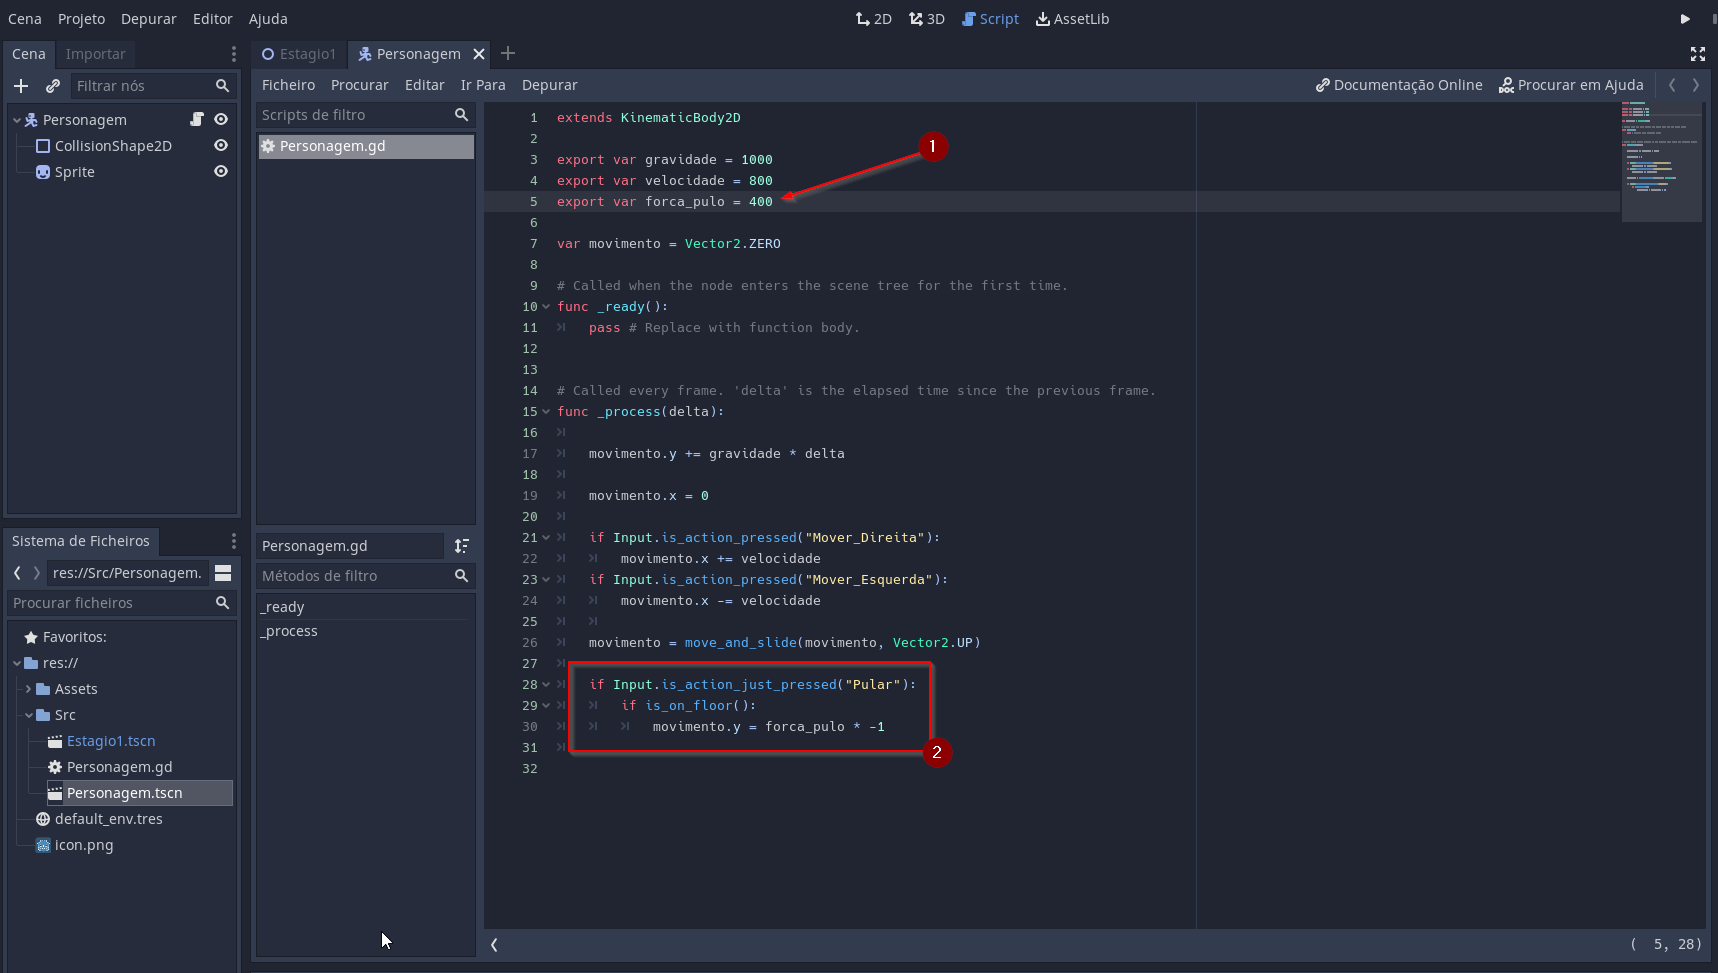 Cena Projeto Depurar Editor Ajuda
2D 3D Script AssetLib
Cena Importar
Filtrar nós
Personagem
CollisionShape2D
Sprite
Sistema de Ficheiros
res://Src/Personagem.
Procurar ficheiros
Favoritos:
res://
Assets
Src
Estagio1.tscn
Personagem.gd
Personagem.tscn
default_env.tres
icon.png
Estagio1 Personagem
Ficheiro Procurar Editar Ir Para Depurar
Documentação Online DOC Procurar em Ajuda
Scripts de filtro
Personagem.gd
Personagem.gd
Métodos de filtro
_ready
_process
1 extends KinematicBody2D
2
3 export var gravidade = 1000
4 export var velocidade = 800
5 export var forca_pulo = 400
6
7 var movimento = Vector2.ZERO
8
9 # Called when the node enters the scene tree for the first time.
10 func _ready():
11 pass # Replace with function body.
12
13
14 # Called every frame. 'delta' is the elapsed time since the previous frame.
15 func _process(delta):
16
17 movimento.y += gravidade * delta
18
19 movimento.x = 0
20
21 if Input.is_action_pressed("Mover_Direita"):
22 movimento.x += velocidade
23 if Input.is_action_pressed("Mover_Esquerda"):
24 movimento.x -= velocidade
25
26 movimento = move_and_slide(movimento, Vector2.UP)
27
28 if Input.is_action_just_pressed("Pular"):
29 if is_on_floor():
30 movimento.y = forca_pulo * -1
31
32
1
2
( 5, 28)